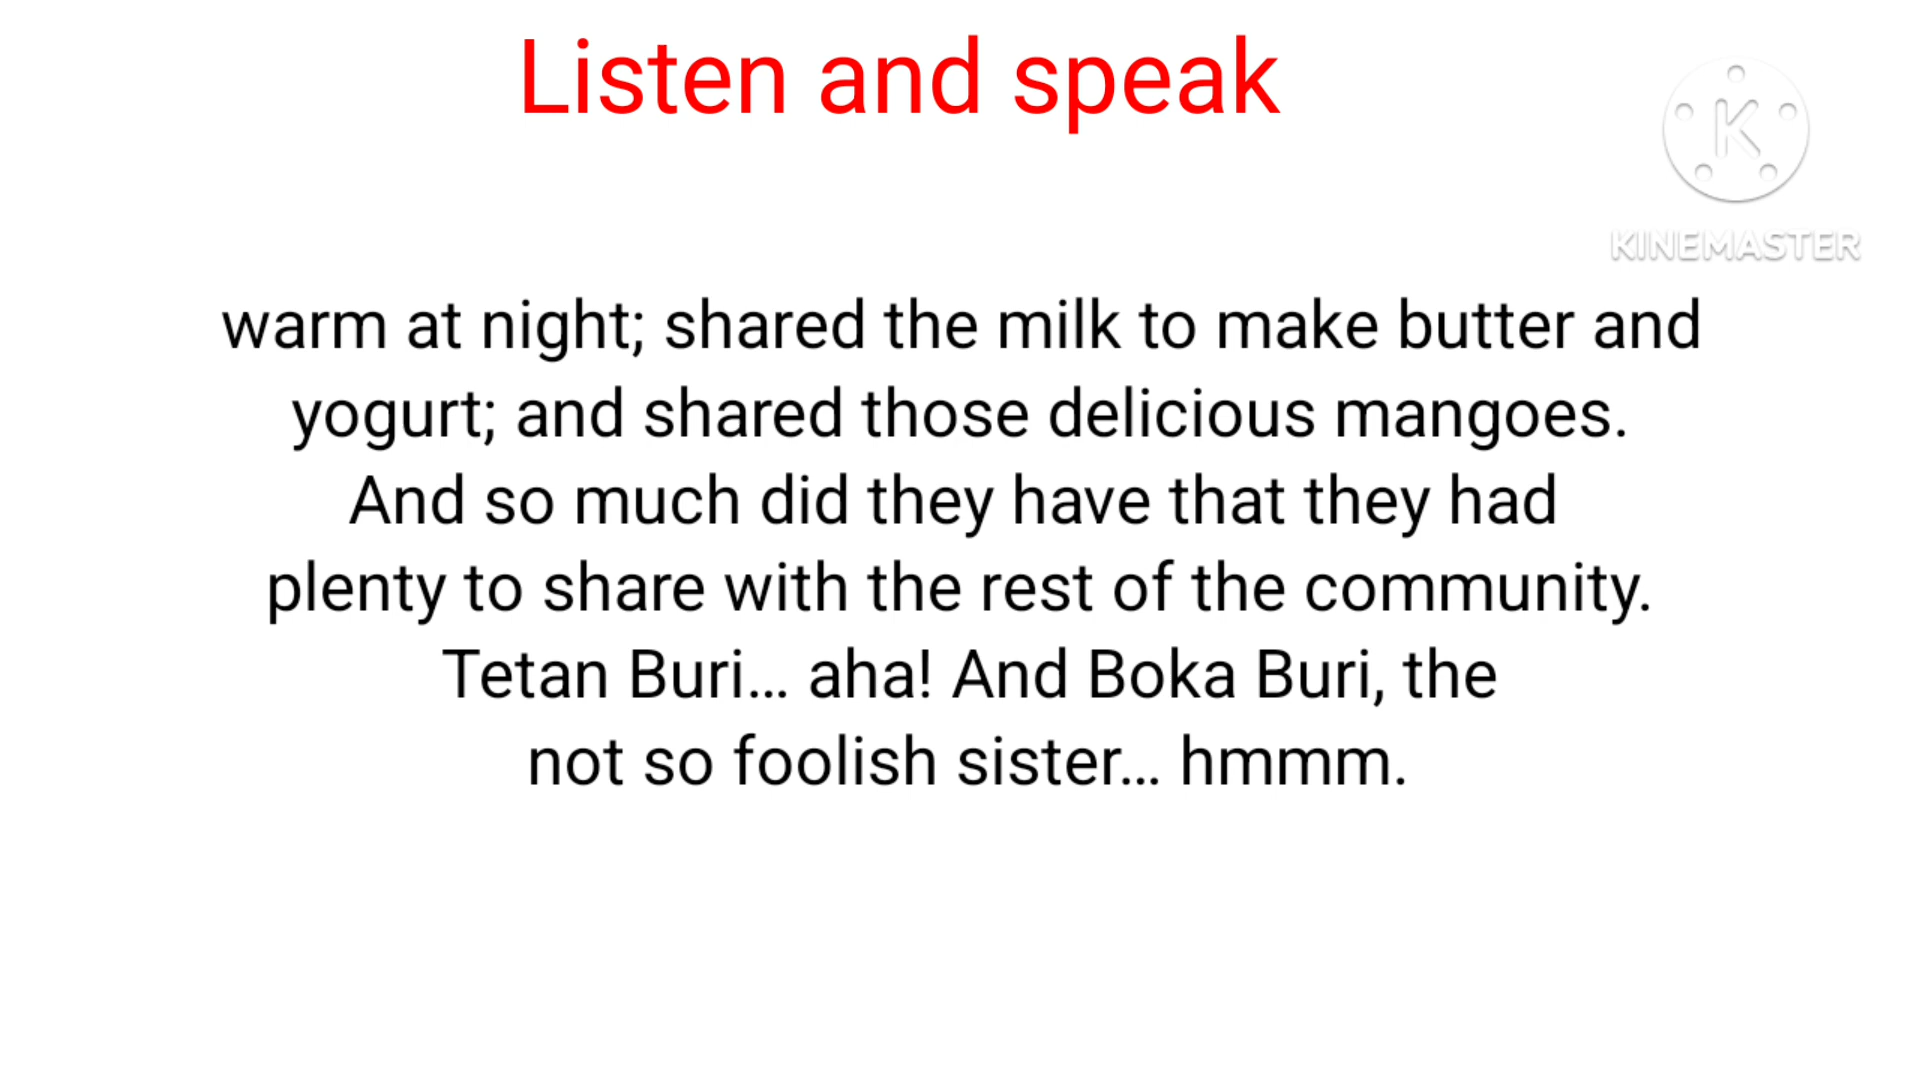 Listen and speak
K
KINEMASTER
warm at night; shared the milk to make butter and
yogurt; and shared those delicious mangoes.
And so much did they have that they had
plenty to share with the rest of the community.
Tetan Buri… aha! And Boka Buri, the
not so foolish sister… hmmm.